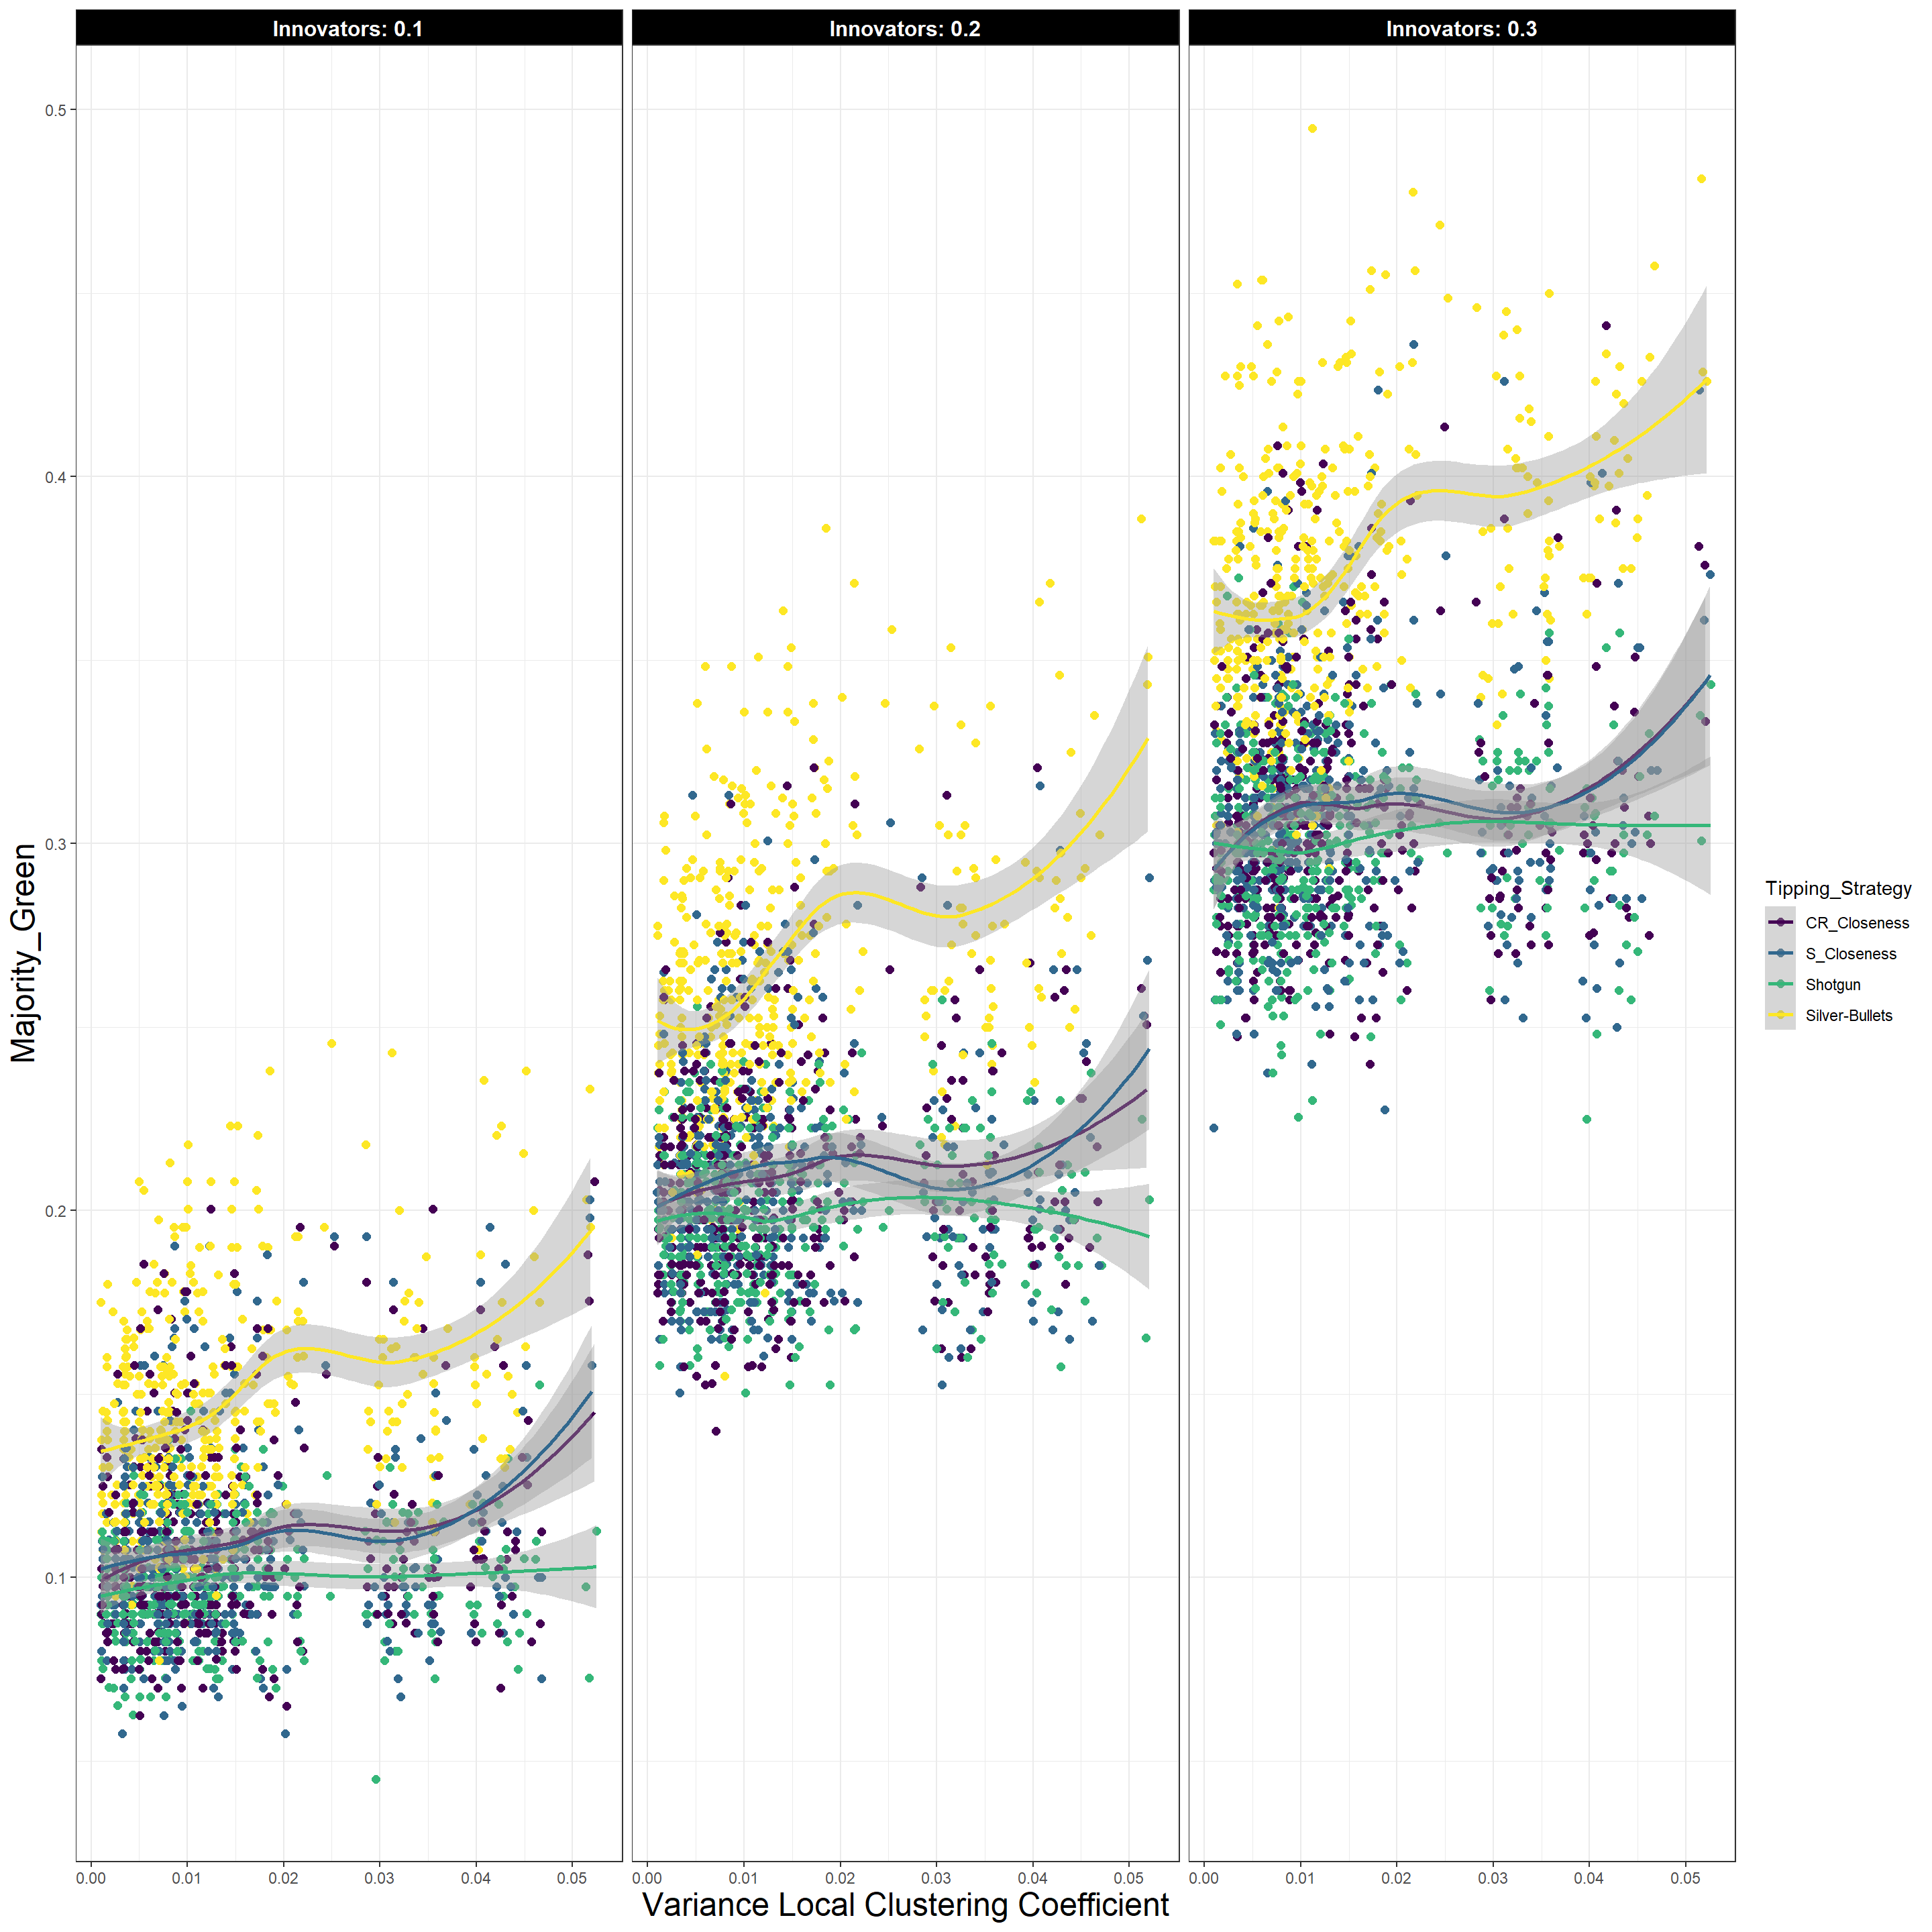 Innovators: 0.1
Innovators: 0.2
Innovators: 0.3
0.5
0.4
0.3
0.2
0.1
Majority_Green
0.00 0.01 0.02 0.03 0.04 0.05
0.00 0.01 0.02 0.03 0.04 0.05
0.00 0.01 0.02 0.03 0.04 0.05
Variance Local Clustering Coefficient
Tipping_Strategy
CR_Closeness
S_Closeness
Shotgun
Silver-Bullets